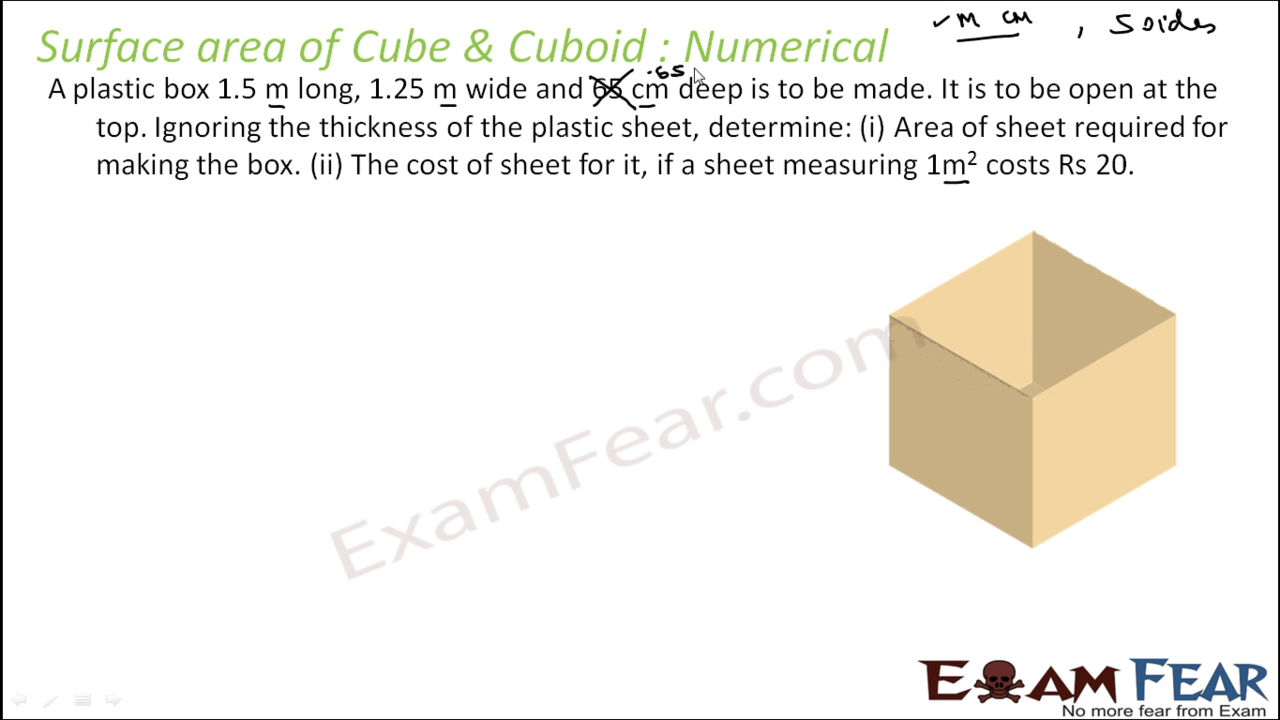 Surface area of Cube & Cuboid : Numerical
✓ m cm , 5 sides
.65
A plastic box 1.5 m long, 1.25 m wide and 65 cm deep is to be made. It is to be open at the
top. Ignoring the thickness of the plastic sheet, determine: (i) Area of sheet required for
making the box. (ii) The cost of sheet for it, if a sheet measuring 1m² costs Rs 20.
ExamFear.com
EXAM FEAR
No more fear from Exam